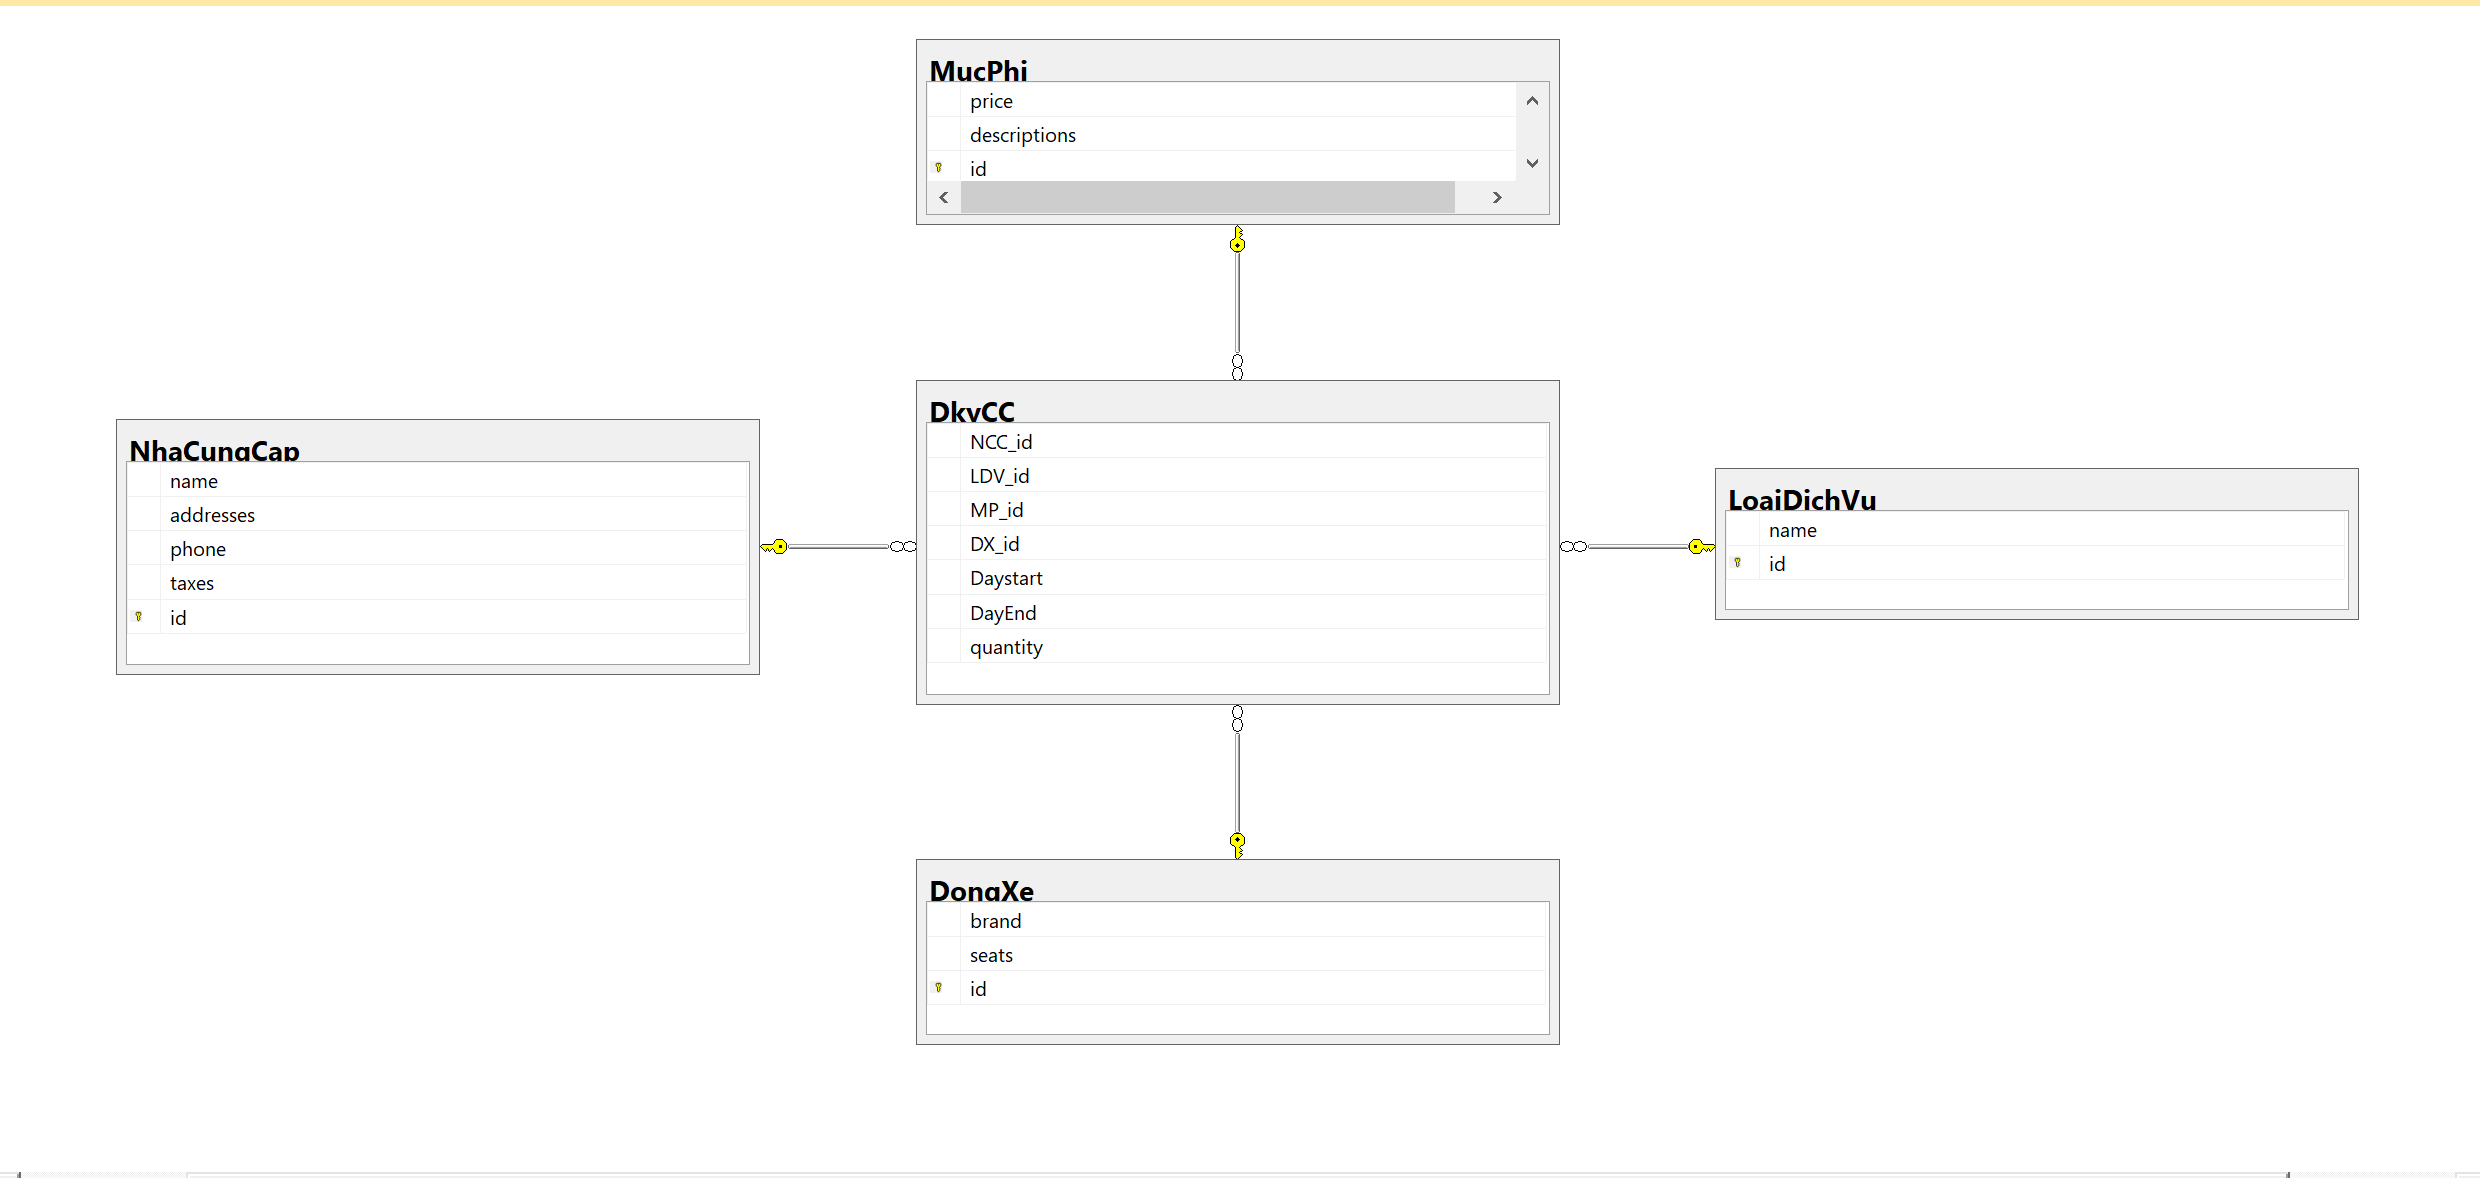 MucPhi
price
descriptions
id
DkyCC
NCC_id
LDV_id
MP_id
DX_id
Daystart
DayEnd
quantity
NhaCungCap
name
addresses
phone
taxes
id
LoaiDichVu
name
id
DongXe
brand
seats
id